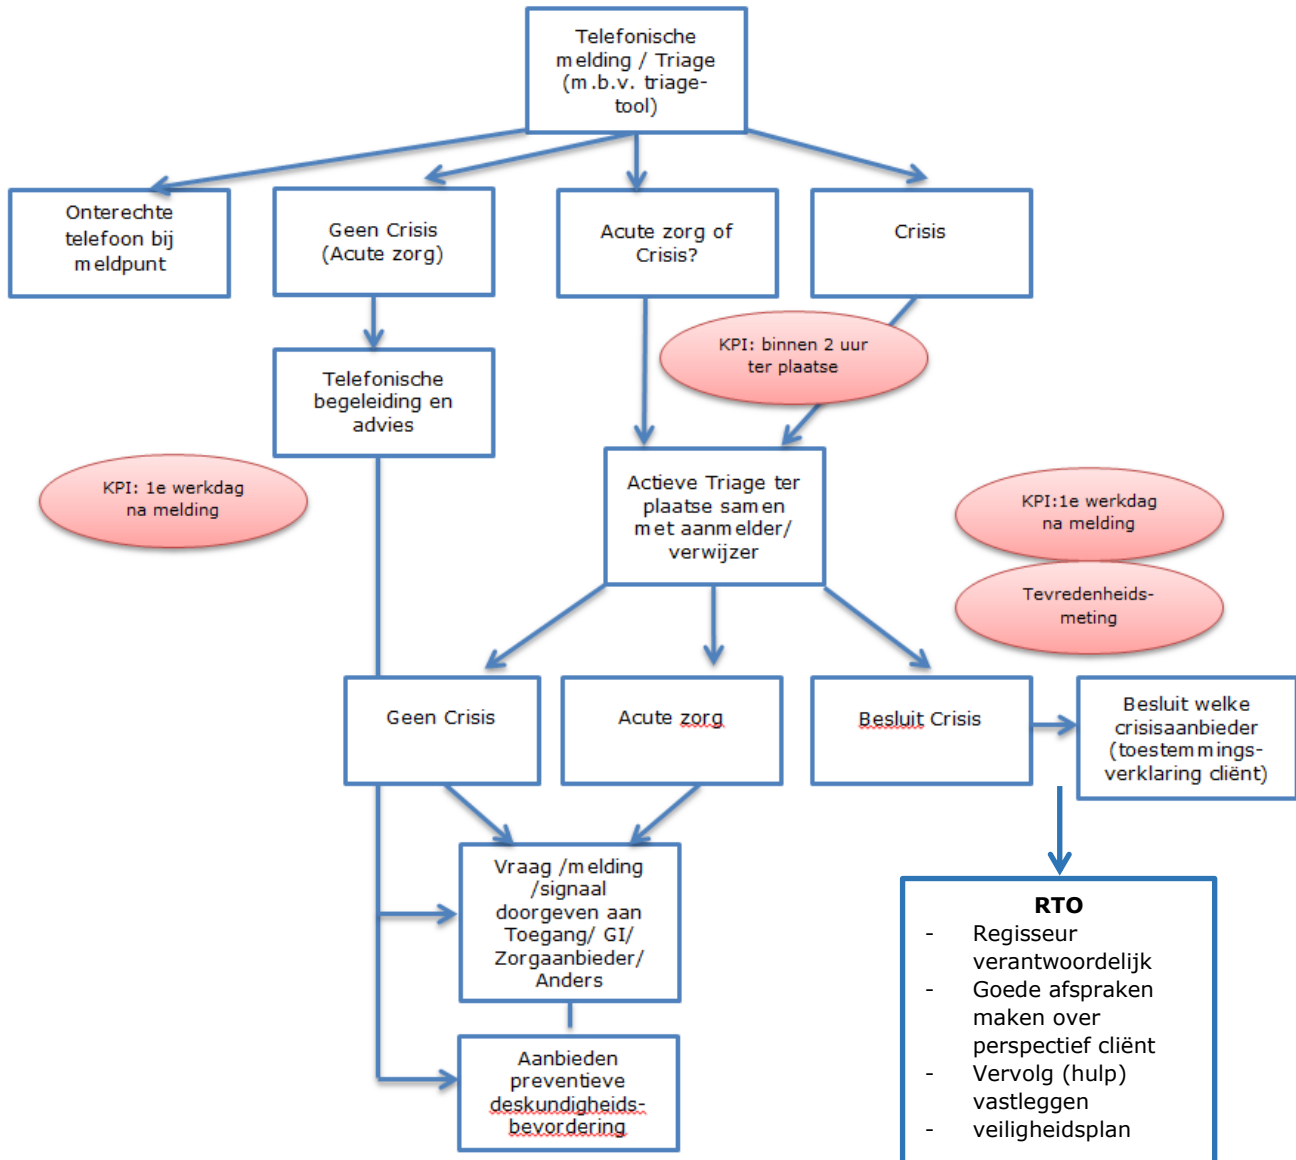 Telefonische
melding / Triage
(m.b.v. triage-
tool)
Onterechte
telefoon bij
meldpunt
Geen Crisis
(Acute zorg)
Acute zorg of
Crisis?
Crisis
KPI: binnen 2 uur
ter plaatse
Telefonische
begeleiding en
advies
KPI: 1e werkdag
na melding
Actieve Triage ter
plaatse samen
met aanmelder/
verwijzer
KPI:1e werkdag
na melding
Tevredenheids-
meting
Geen Crisis
Acute zorg
Besluit Crisis
Besluit welke
crisisaanbieder
(toestemmings-
verklaring cliënt)
Vraag /melding
/signaal
doorgeven aan
Toegang/ GI/
Zorgaanbieder/
Anders
Aanbieden
preventieve
deskundigheids-
bevordering
RTO
- Regisseur
verantwoordelijk
- Goede afspraken
maken over
perspectief cliënt
- Vervolg (hulp)
vastleggen
- veiligheidsplan